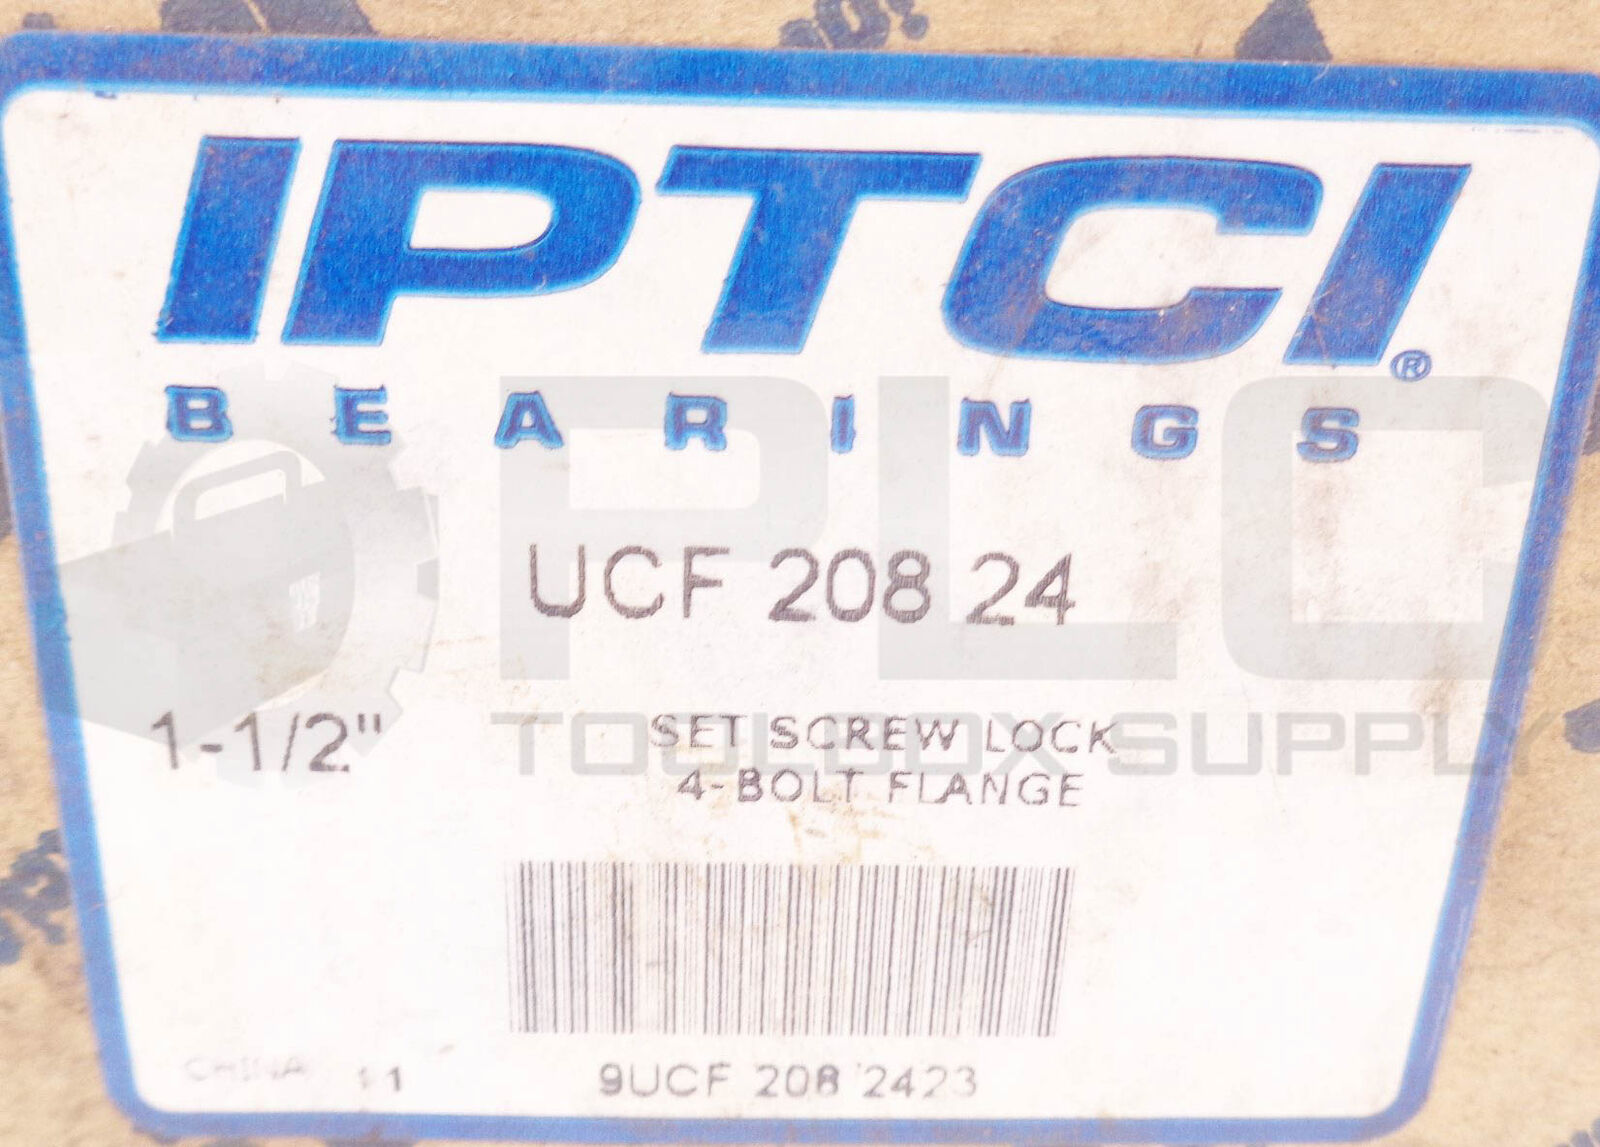 IPTCI®
BEARINGS
PLC
UCF 208 24
1-1/2" SET SCREW LOCK
TOOLBOX SUPPLY
4-BOLT FLANGE
CHINA 11
9UCF 208 2423